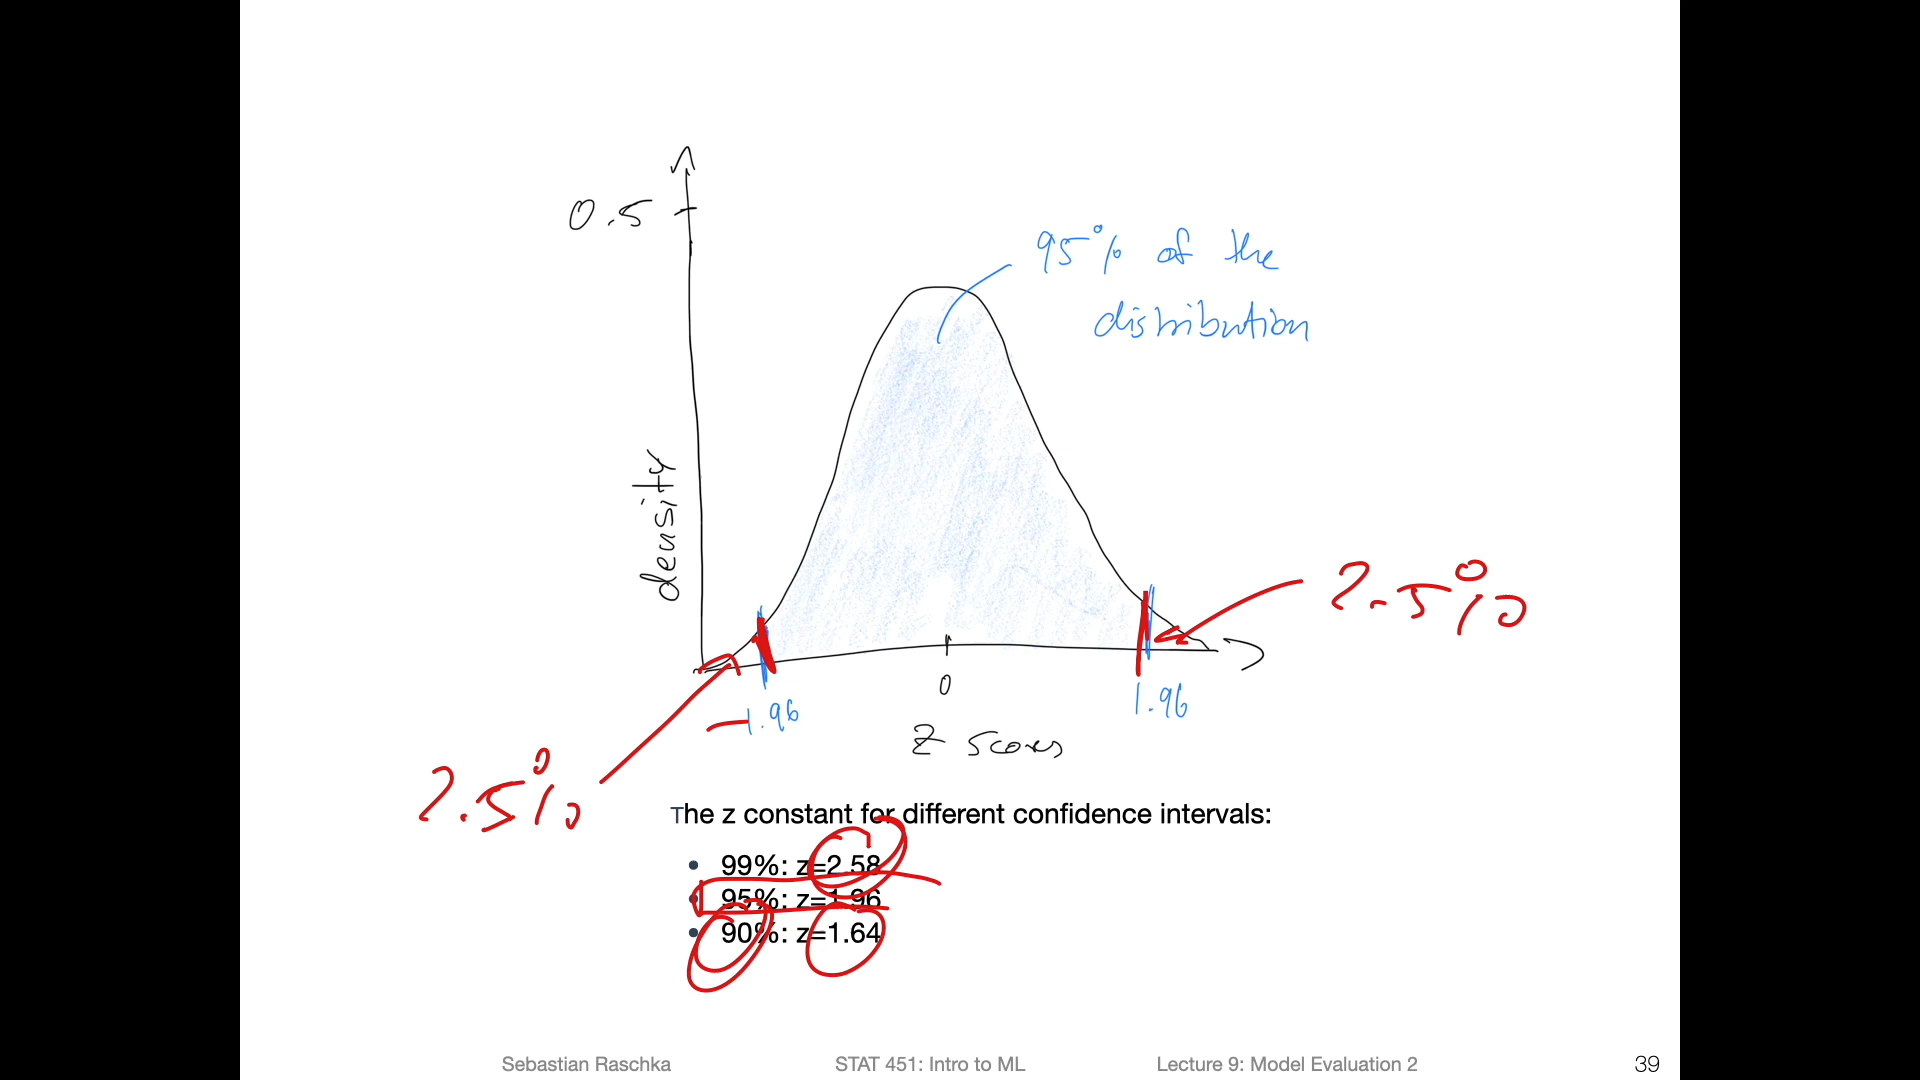 0.5
95% of the
distribution
density
2.5%
0
-1.96
1.96
z scores
2.5%
The z constant for different confidence intervals:
• 99%: z=2.58
• 95%: z=1.96
• 90%: z=1.64
Sebastian Raschka STAT 451: Intro to ML Lecture 9: Model Evaluation 2 39